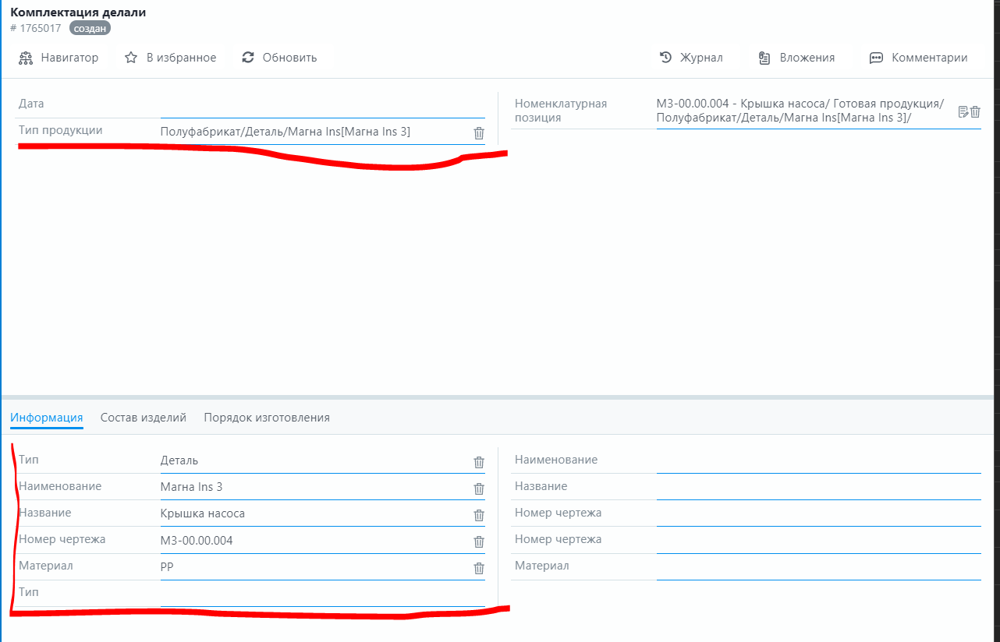 Комплектация делали
# 1765017 создан
Навигатор В избранное Обновить Журнал Вложения Комментарии
Дата
Тип продукции Полуфабрикат/Деталь/Магна Ins[Магна Ins 3]
Номенклатурная позиция
М3-00.00.004 - Крышка насоса/ Готовая продукция/
Полуфабрикат/Деталь/Магна Ins[Магна Ins 3]/
Информация Состав изделий Порядок изготовления
Тип Деталь
Наименование Магна Ins 3
Название Крышка насоса
Номер чертежа М3-00.00.004
Материал PP
Тип
Наименование
Название
Номер чертежа
Номер чертежа
Материал